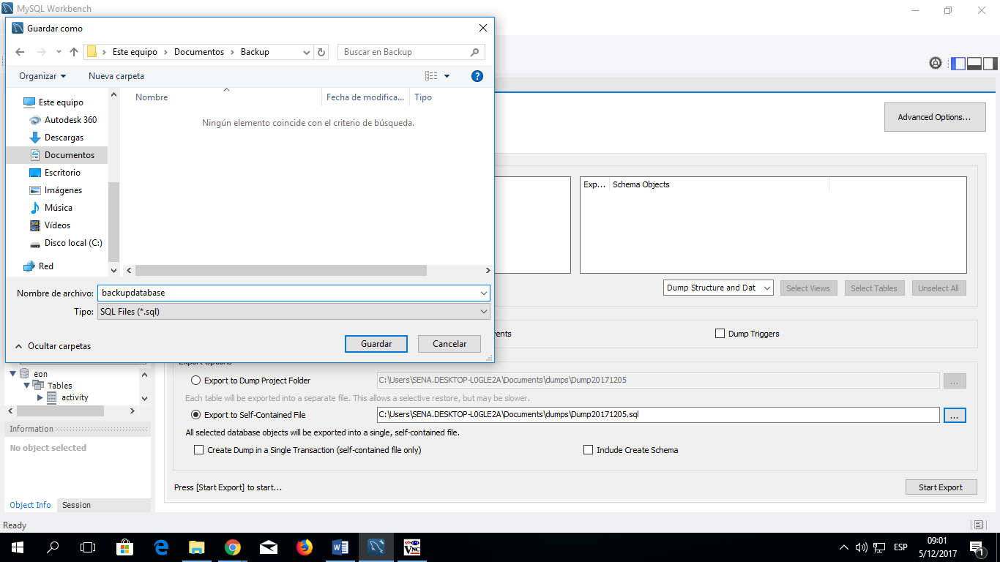 MySQL Workbench
Guardar como
Este equipo Documentos Backup
Buscar en Backup
Organizar
Nueva carpeta
?
Nombre
Fecha de modifica...
Tipo
Ningún elemento coincide con el criterio de búsqueda.
Este equipo
Autodesk 360
Descargas
Documentos
Escritorio
Imágenes
Música
Vídeos
Disco local (C:)
Red
Nombre de archivo: backupdatabase
Tipo: SQL Files (*.sql)
Ocultar carpetas
Guardar
Cancelar
Advanced Options...
Exp... Schema Objects
Dump Structure and Dat
Select Views
Select Tables
Unselect All
Dump Triggers
Export Options
Export to Dump Project Folder
C:\Users\SENA.DESKTOP-L0GLE2A\Documents\dumps\Dump20171205
...
Each table will be exported into a separate file. This allows a selective restore, but may be slower.
Export to Self-Contained File
C:\Users\SENA.DESKTOP-L0GLE2A\Documents\dumps\Dump20171205.sql
...
All selected database objects will be exported into a single, self-contained file.
Create Dump in a Single Transaction (self-contained file only)
Include Create Schema
Press [Start Export] to start...
Start Export
eon
Tables
activity
Information
No object selected
Object Info
Session
Ready
VNC
ESP
09:01
5/12/2017
1